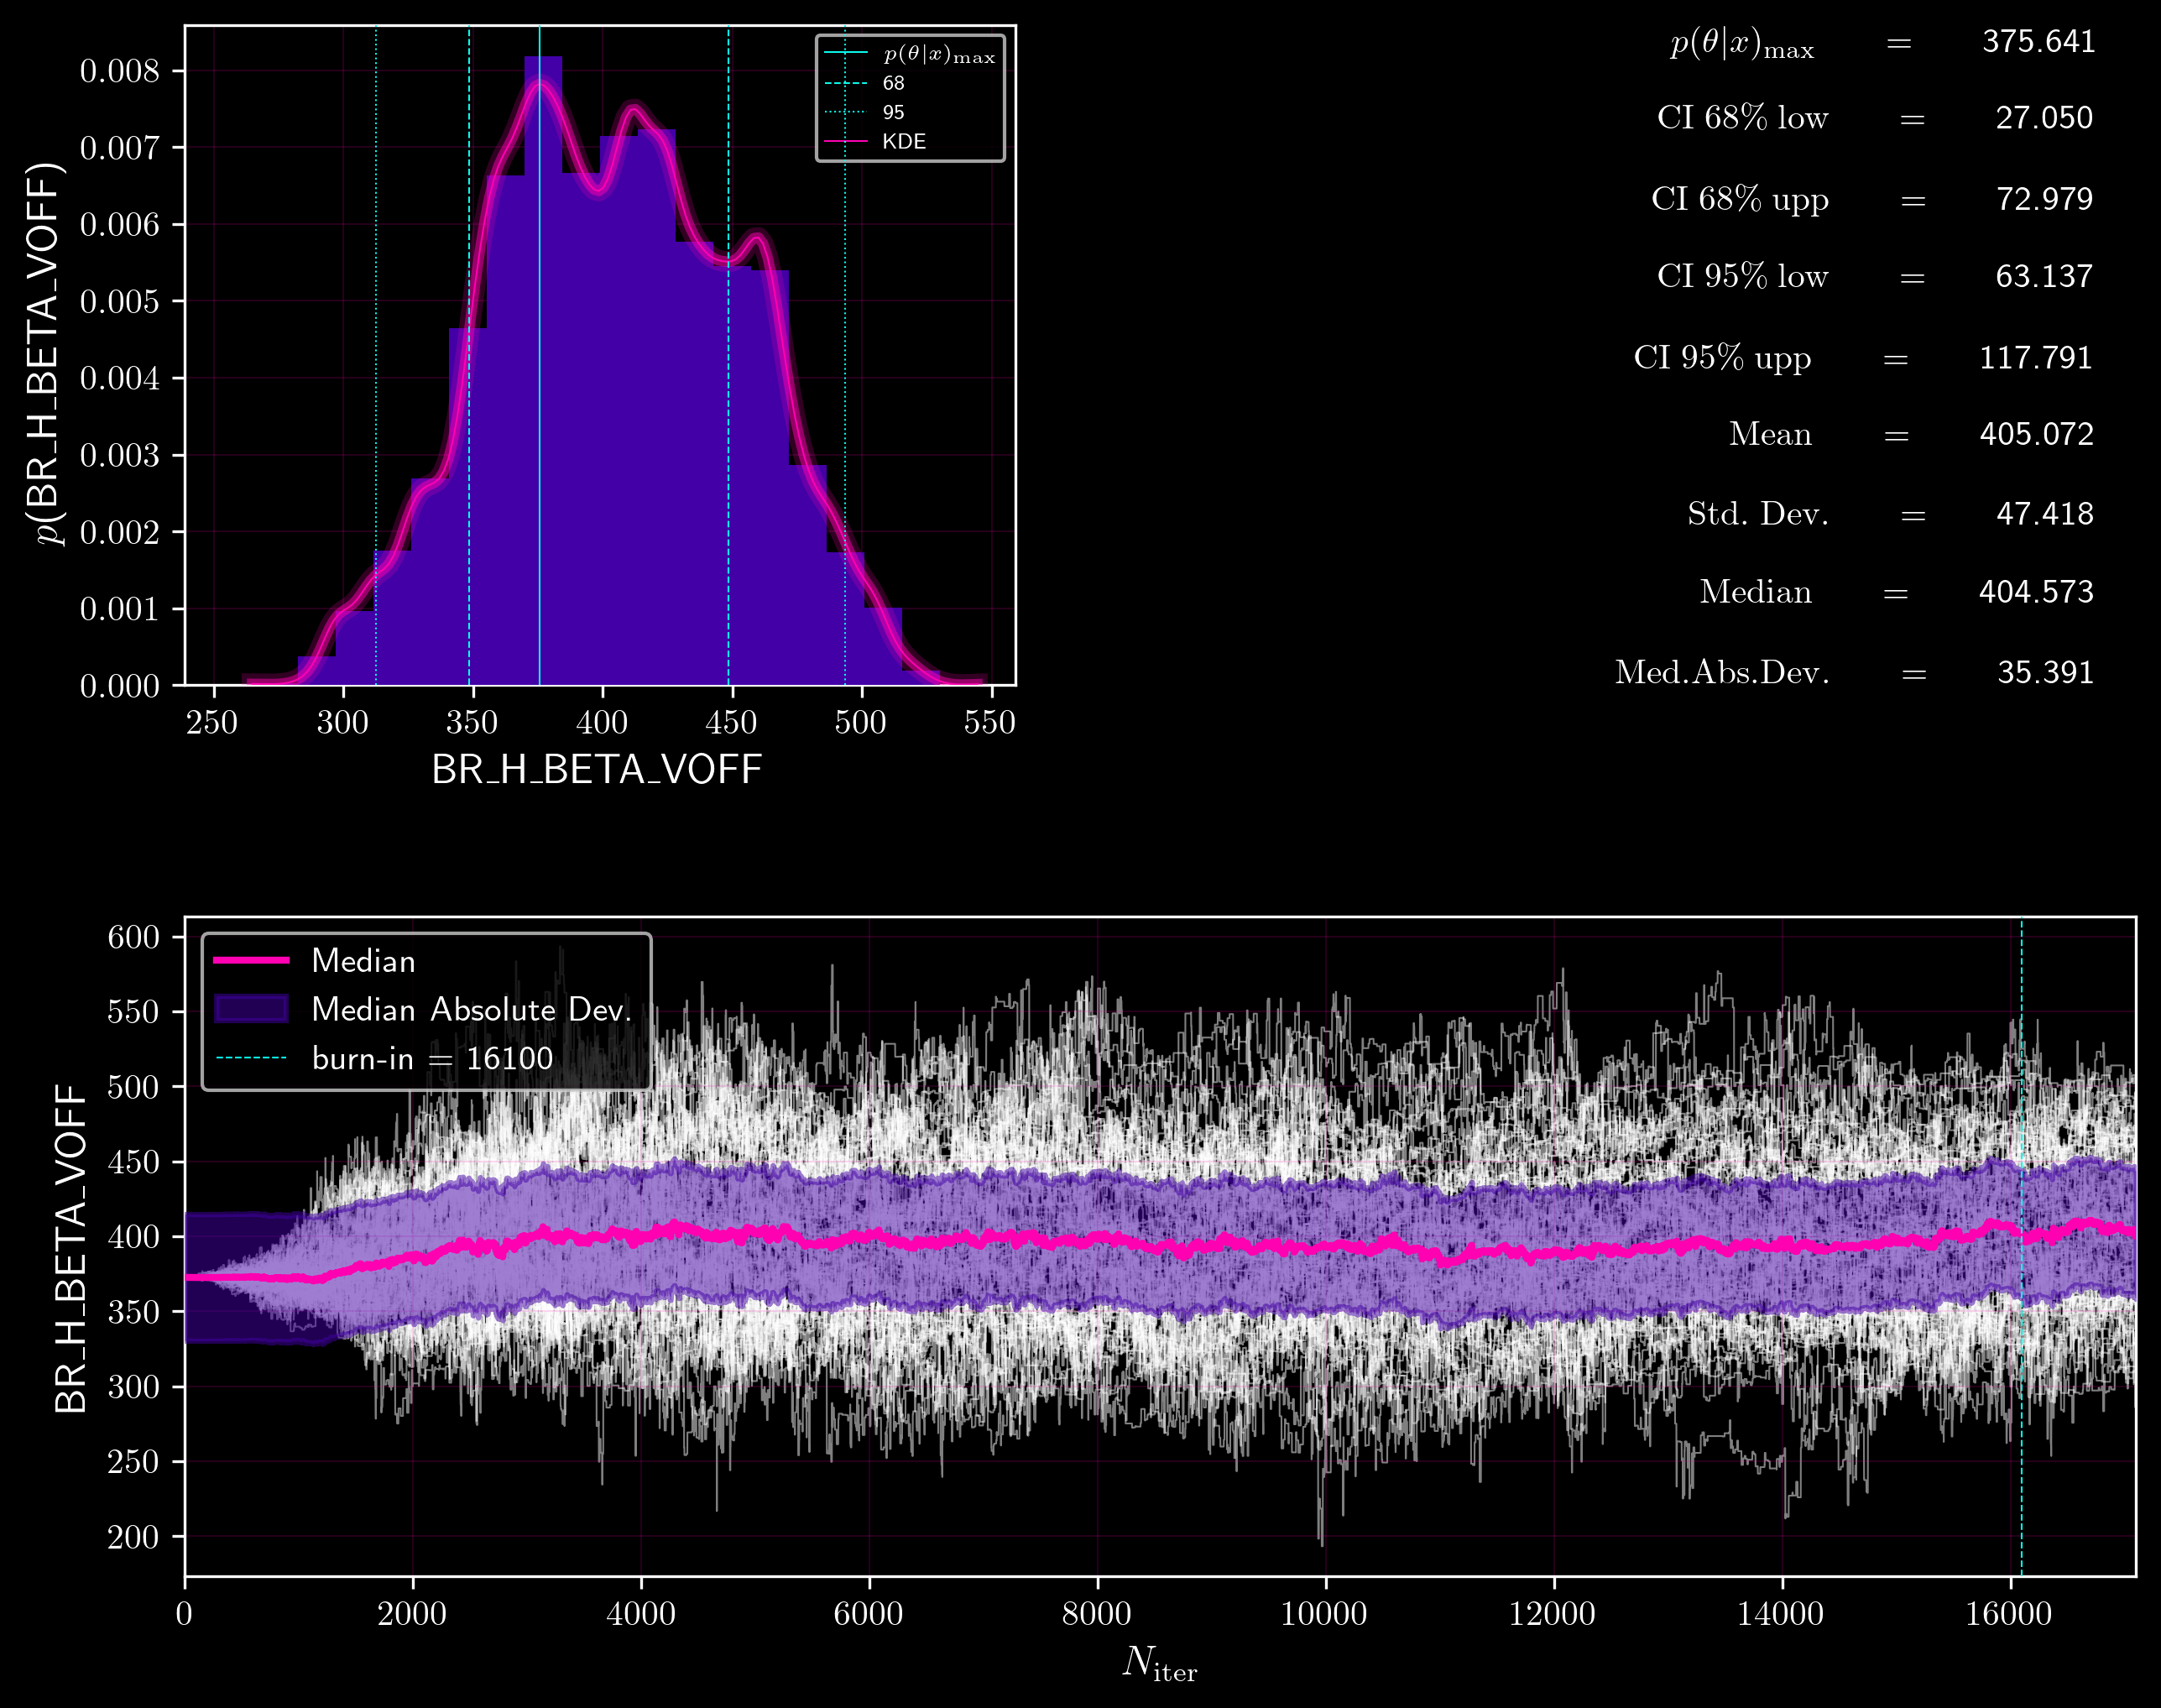 p(BR_H_BETA_VOFF)
0.008
0.007
0.006
0.005
0.004
0.003
0.002
0.001
0.000
250 300 350 400 450 500 550
BR_H_BETA_VOFF
p(θ|x)max
68
95
KDE
p(θ|x)max = 375.641
CI 68% low = 27.050
CI 68% upp = 72.979
CI 95% low = 63.137
CI 95% upp = 117.791
Mean = 405.072
Std. Dev. = 47.418
Median = 404.573
Med.Abs.Dev. = 35.391
BR_H_BETA_VOFF
600
550
500
450
400
350
300
250
200
Median
Median Absolute Dev.
burn-in = 16100
0 2000 4000 6000 8000 10000 12000 14000 16000
Niter